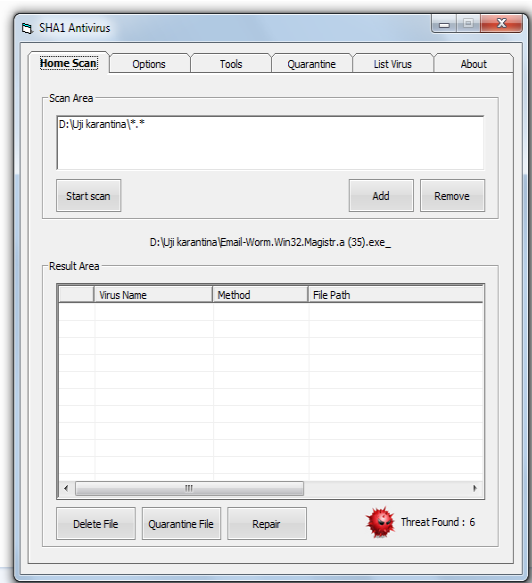 SHA1 Antivirus
Home Scan Options Tools Quarantine List Virus About
Scan Area
D:\Uji karantina\*.*
Start scan Add Remove
D:\Uji karantina\Email-Worm.Win32.Magistr.a (35).exe_
Result Area
Virus Name Method File Path
Delete File Quarantine File Repair Threat Found : 6